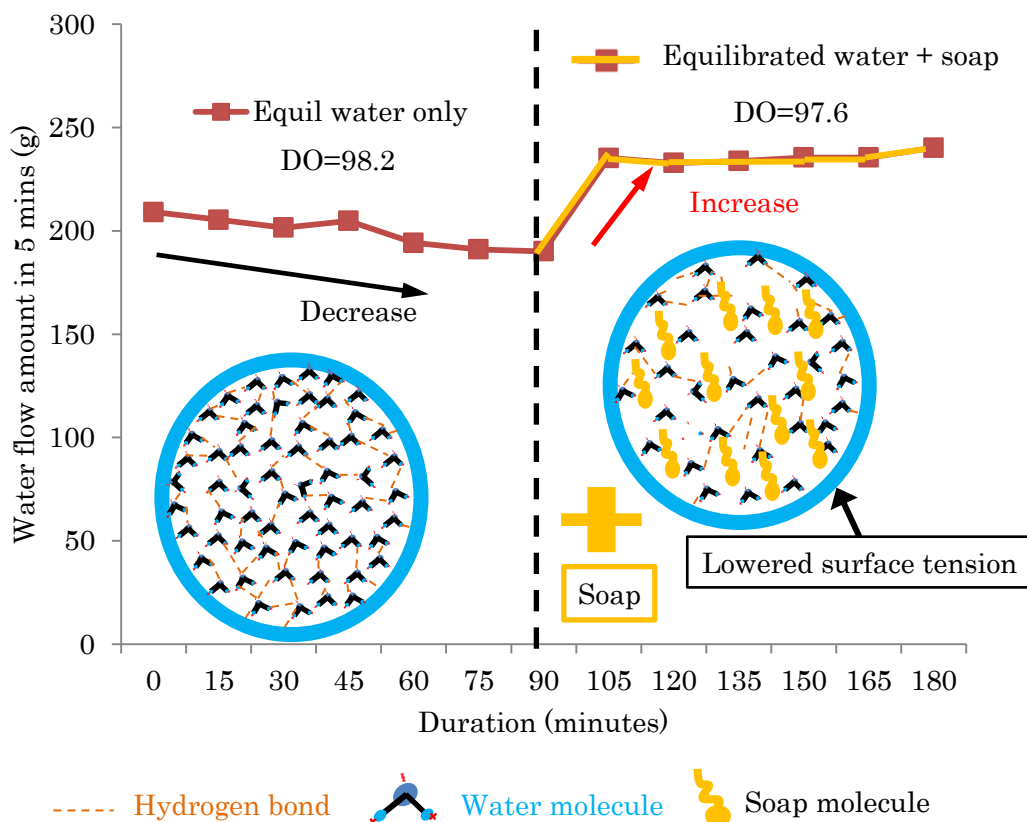 Water flow amount in 5 mins (g)
300
250
200
150
100
50
0
Equil water only
DO=98.2
Decrease
Equilibrated water + soap
DO=97.6
Increase
Soap
Lowered surface tension
0 15 30 45 60 75 90 105 120 135 150 165 180
Duration (minutes)
Hydrogen bond Water molecule Soap molecule